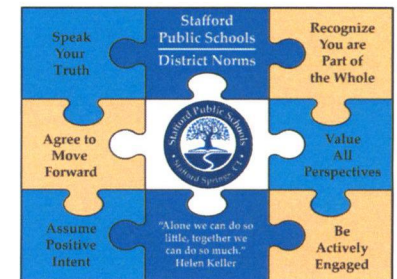 Speak
Your
Truth
Stafford
Public Schools
District Norms
Recognize
You are
Part of
the Whole
Agree to
Move
Forward
Stafford Public Schools
• Stafford Springs, CT •
Value
All
Perspectives
Assume
Positive
Intent
"Alone we can do so
little, together we
can do so much."
Helen Keller
Be
Actively
Engaged